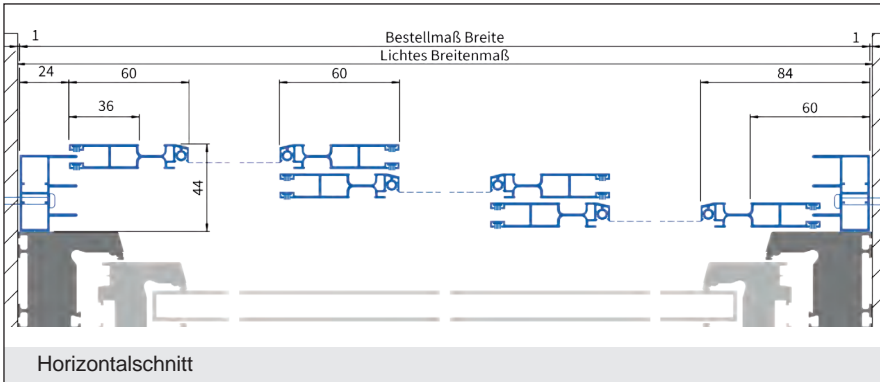 1 Bestellmaß Breite 1
Lichtes Breitenmaß
24 60 60 84
36 60
44
Horizontalschnitt